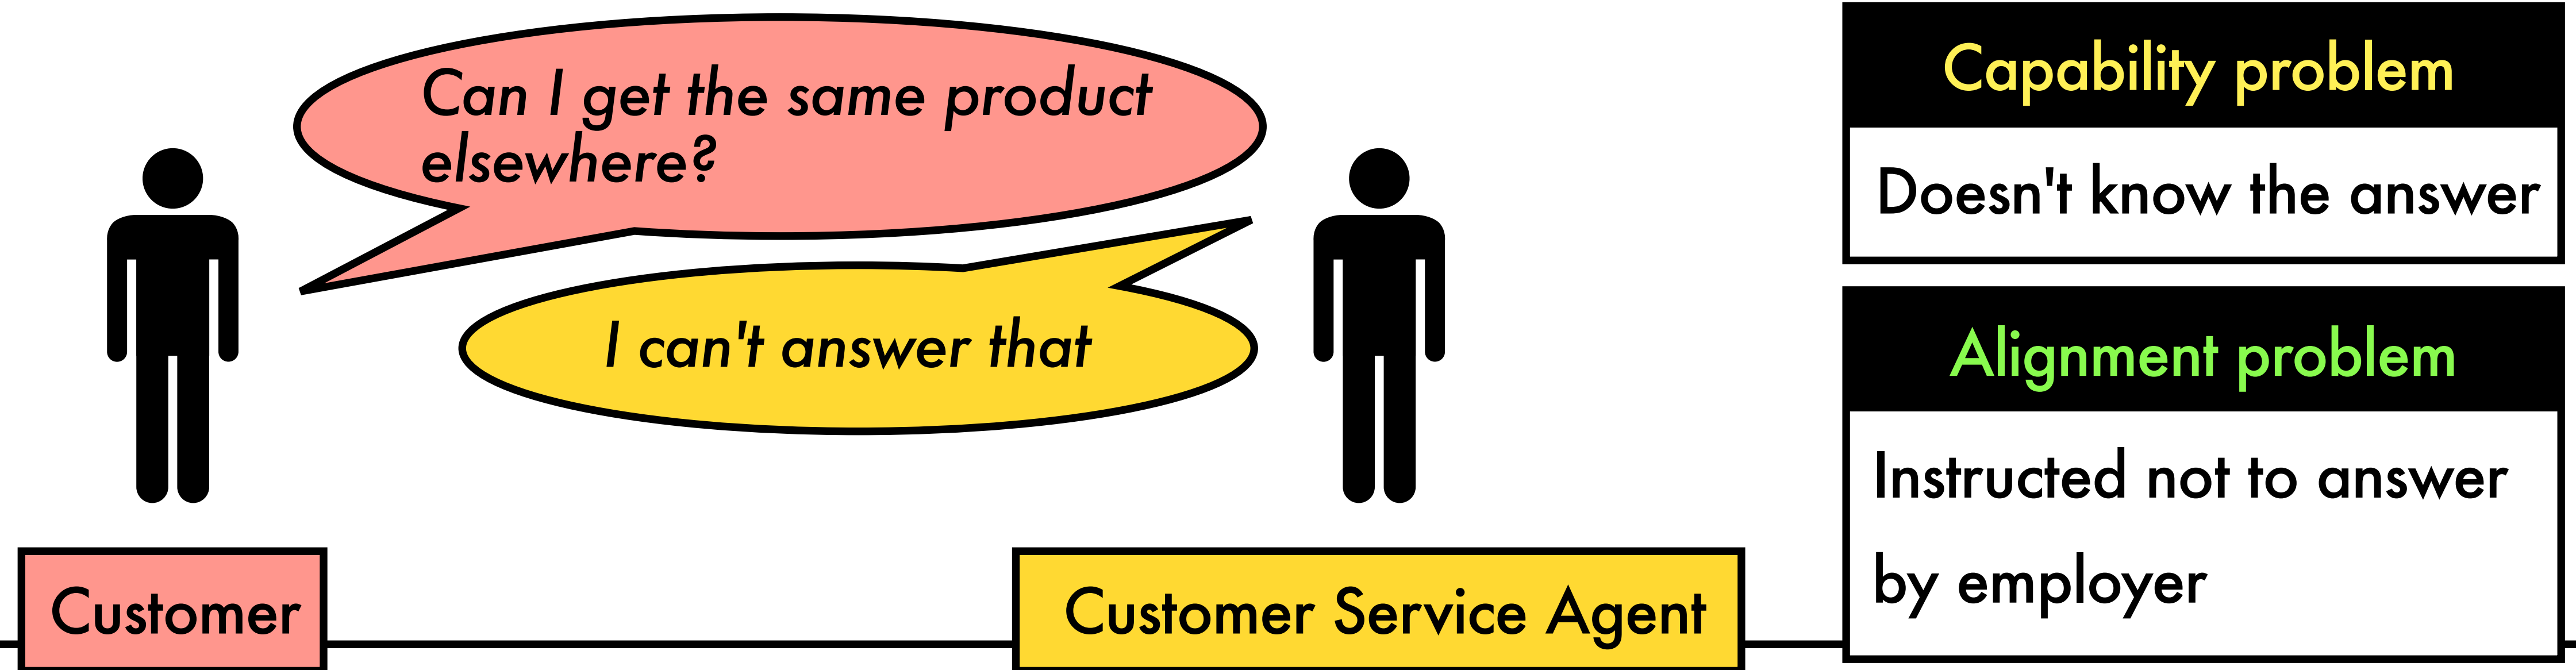 Can I get the same product
elsewhere?
I can't answer that
Customer
Customer Service Agent
Capability problem
Doesn't know the answer
Alignment problem
Instructed not to answer
by employer